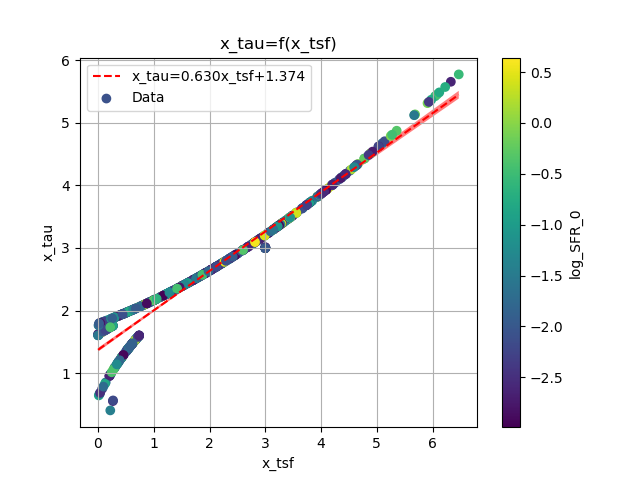 x_tau=f(x_tsf)
x_tau=0.630x_tsf+1.374
Data
6
5
4
3
2
1
x_tau
0 1 2 3 4 5 6
x_tsf
0.5
0.0
−0.5
−1.0
−1.5
−2.0
−2.5
log_SFR_0